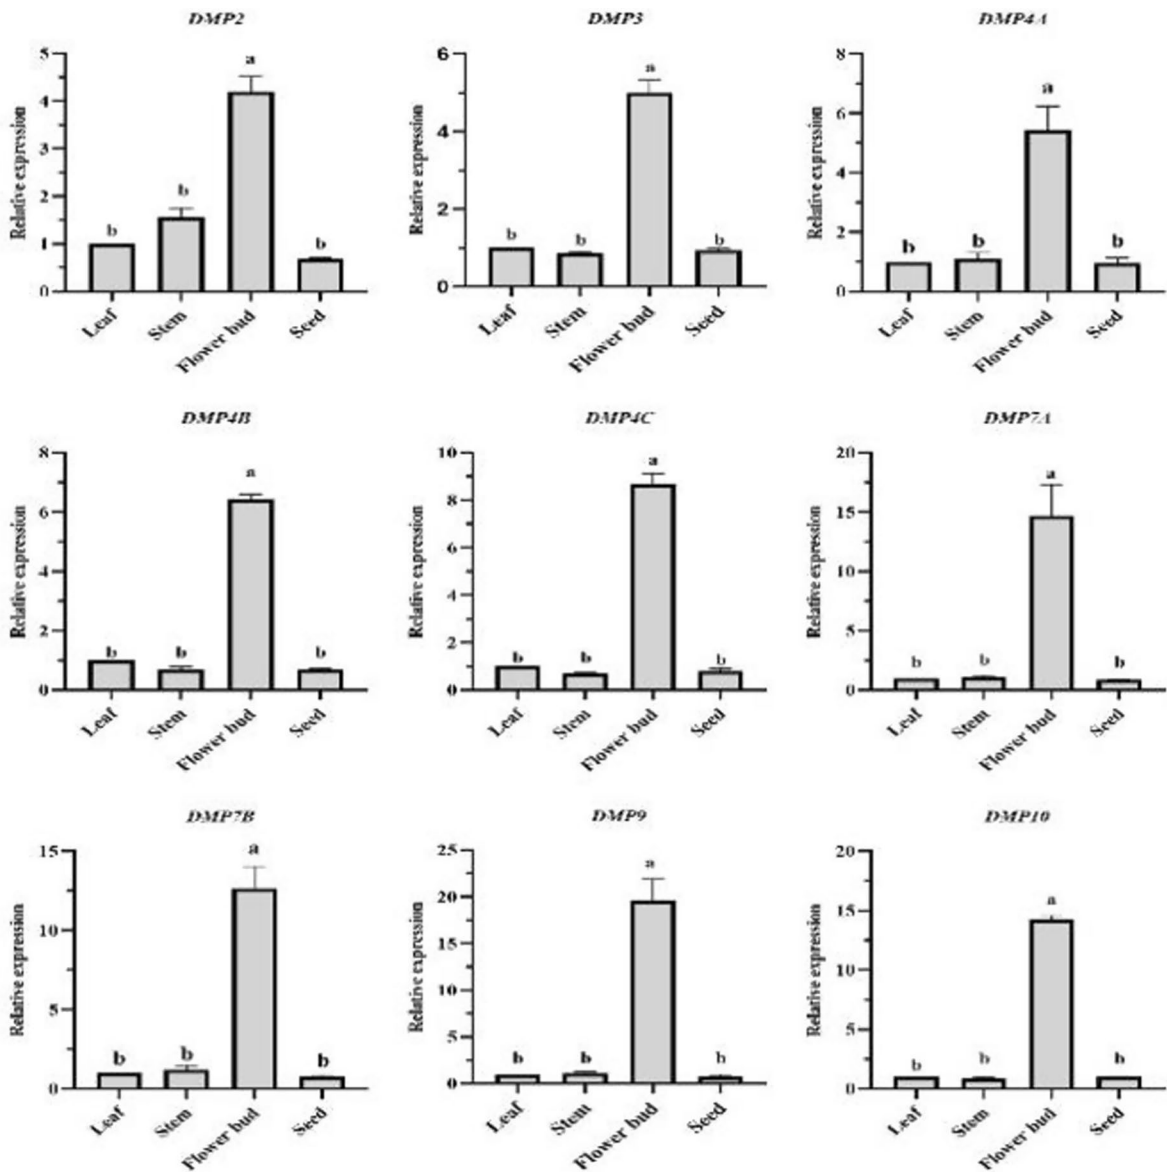 DMP2
5
4
3
2
1
0
Relative expression
b
b
a
b
Leaf
Stem
Flower bud
Seed
DMP3
6
4
2
0
Relative expression
b
b
a
b
Leaf
Stem
Flower bud
Seed
DMP4A
8
6
4
2
0
Relative expression
b
b
a
b
Leaf
Stem
Flower bud
Seed
DMP4B
8
6
4
2
0
Relative expression
b
b
a
b
Leaf
Stem
Flower bud
Seed
DMP4C
10
8
6
4
2
0
Relative expression
b
b
a
b
Leaf
Stem
Flower bud
Seed
DMP7A
20
15
10
5
0
Relative expression
b
b
a
b
Leaf
Stem
Flower bud
Seed
DMP7B
15
10
5
0
Relative expression
b
b
a
b
Leaf
Stem
Flower bud
Seed
DMP9
25
20
15
10
5
0
Relative expression
b
b
a
b
Leaf
Stem
Flower bud
Seed
DMP10
20
15
10
5
0
Relative expression
b
b
a
b
Leaf
Stem
Flower bud
Seed